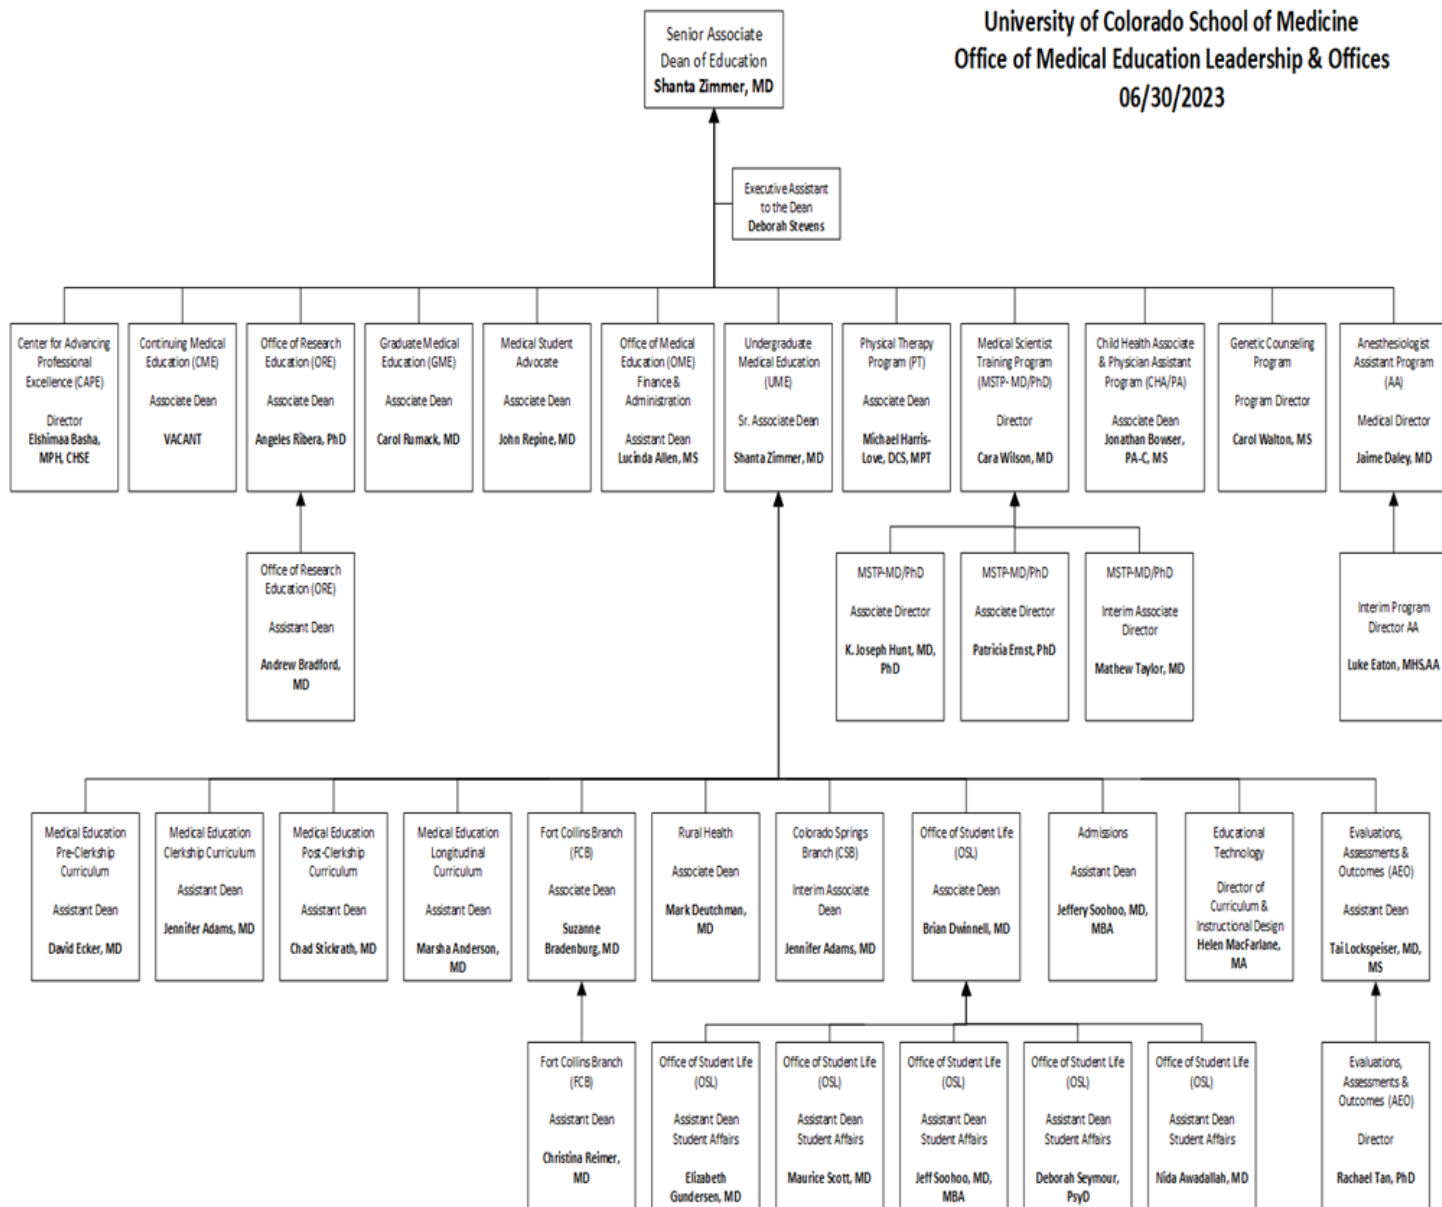 University of Colorado School of Medicine
Office of Medical Education Leadership & Offices
06/30/2023
Senior Associate
Dean of Education
Shanta Zimmer, MD
Executive Assistant
to the Dean
Deborah Stevens
Center for Advancing
Professional
Excellence (CAPE)
Director
Elshimaa Basha,
MPH, CHSE
Continuing Medical
Education (CME)
Associate Dean
VACANT
Office of Research
Education (ORE)
Associate Dean
Angeles Ribera, PhD
Graduate Medical
Education (GME)
Associate Dean
Carol Rumack, MD
Medical Student
Advocate
Associate Dean
John Repine, MD
Office of Medical
Education (OME)
Finance &
Administration
Assistant Dean
Lucinda Allen, MS
Undergraduate
Medical Education
(UME)
Sr. Associate Dean
Shanta Zimmer, MD
Physical Therapy
Program (PT)
Associate Dean
Michael Harris-
Love, DCS, MPT
Medical Scientist
Training Program
(MSTP- MD/PhD)
Director
Cara Wilson, MD
Child Health Associate
& Physician Assistant
Program (CHA/PA)
Associate Dean
Jonathan Bowser,
PA-C, MS
Genetic Counseling
Program
Program Director
Carol Walton, MS
Anesthesiologist
Assistant Program
(AA)
Medical Director
Jaime Daley, MD
Office of Research
Education (ORE)
Assistant Dean
Andrew Bradford,
MD
MSTP-MD/PhD
Associate Director
K. Joseph Hunt, MD,
PhD
MSTP-MD/PhD
Associate Director
Patricia Ernst, PhD
MSTP-MD/PhD
Interim Associate
Director
Mathew Taylor, MD
Interim Program
Director AA
Luke Eaton, MHS,AA
Medical Education
Pre-Clerkship
Curriculum
Assistant Dean
David Ecker, MD
Medical Education
Clerkship Curriculum
Assistant Dean
Jennifer Adams, MD
Medical Education
Post-Clerkship
Curriculum
Assistant Dean
Chad Stickrath, MD
Medical Education
Longitudinal
Curriculum
Assistant Dean
Marsha Anderson,
MD
Fort Collins Branch
(FCB)
Associate Dean
Suzanne
Bradenburg, MD
Rural Health
Associate Dean
Mark Deutchman,
MD
Colorado Springs
Branch (CSB)
Interim Associate
Dean
Jennifer Adams, MD
Office of Student Life
(OSL)
Associate Dean
Brian Dwinnell, MD
Admissions
Assistant Dean
Jeffery Soohoo, MD,
MBA
Educational
Technology
Director of
Curriculum &
Instructional Design
Helen MacFarlane,
MA
Evaluations,
Assessments &
Outcomes (AEO)
Assistant Dean
Tai Lockspeiser, MD,
MS
Fort Collins Branch
(FCB)
Assistant Dean
Christina Reimer,
MD
Office of Student Life
(OSL)
Assistant Dean
Student Affairs
Elizabeth
Gundersen, MD
Office of Student Life
(OSL)
Assistant Dean
Student Affairs
Maurice Scott, MD
Office of Student Life
(OSL)
Assistant Dean
Student Affairs
Jeff Soohoo, MD,
MBA
Office of Student Life
(OSL)
Assistant Dean
Student Affairs
Deborah Seymour,
PsyD
Office of Student Life
(OSL)
Assistant Dean
Student Affairs
Nida Awadallah, MD
Evaluations,
Assessments &
Outcomes (AEO)
Director
Rachael Tan, PhD